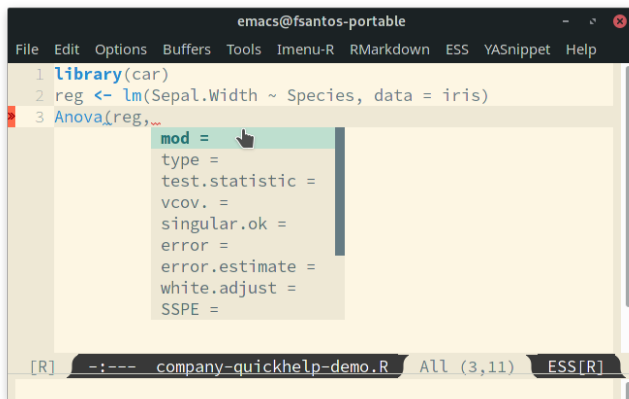 emacs@fsantos-portable
File Edit Options Buffers Tools Imenu-R RMarkdown ESS YASnippet Help
1 library(car)
2 reg <- lm(Sepal.Width ~ Species, data = iris)
3 Anova(reg,
mod =
type =
test.statistic =
vcov. =
singular.ok =
error =
error.estimate =
white.adjust =
SSPE =
[R] -:--- company-quickhelp-demo.R All (3,11) ESS[R]